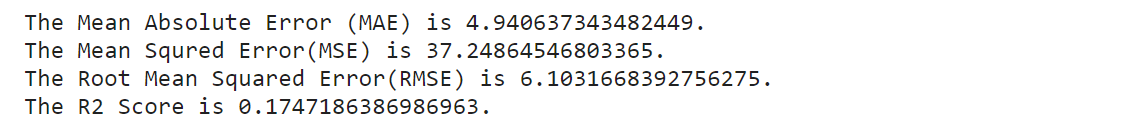 The Mean Absolute Error (MAE) is 4.940637343482449.
The Mean Squred Error(MSE) is 37.24864546803365.
The Root Mean Squared Error(RMSE) is 6.1031668392756275.
The R2 Score is 0.1747186386986963.